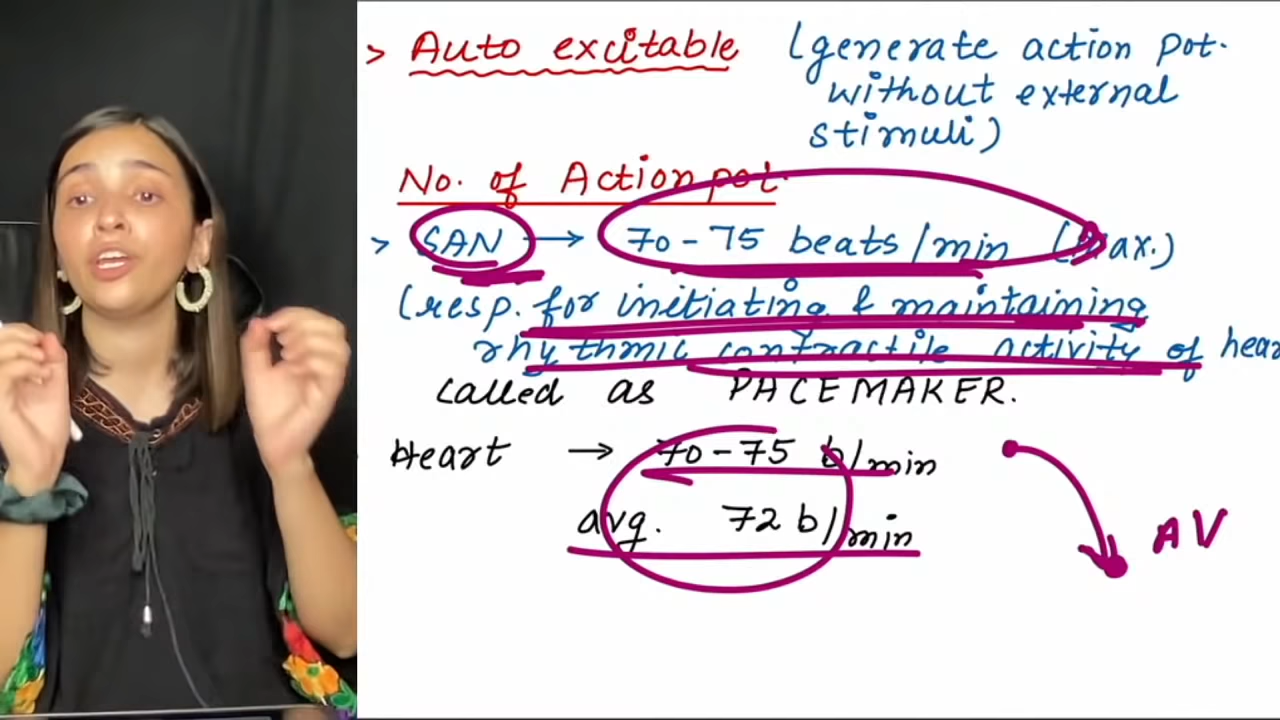 > Auto excitable (generate action pot.
without external
stimuli)
No. of Action pot.
> SAN → 70-75 beats/min (max.)
(resp. for initiating & maintaining
rhythmic contractile activity of hear
called as PACEMAKER.
Heart → 70-75 b/min
avg. 72 b/min
AV